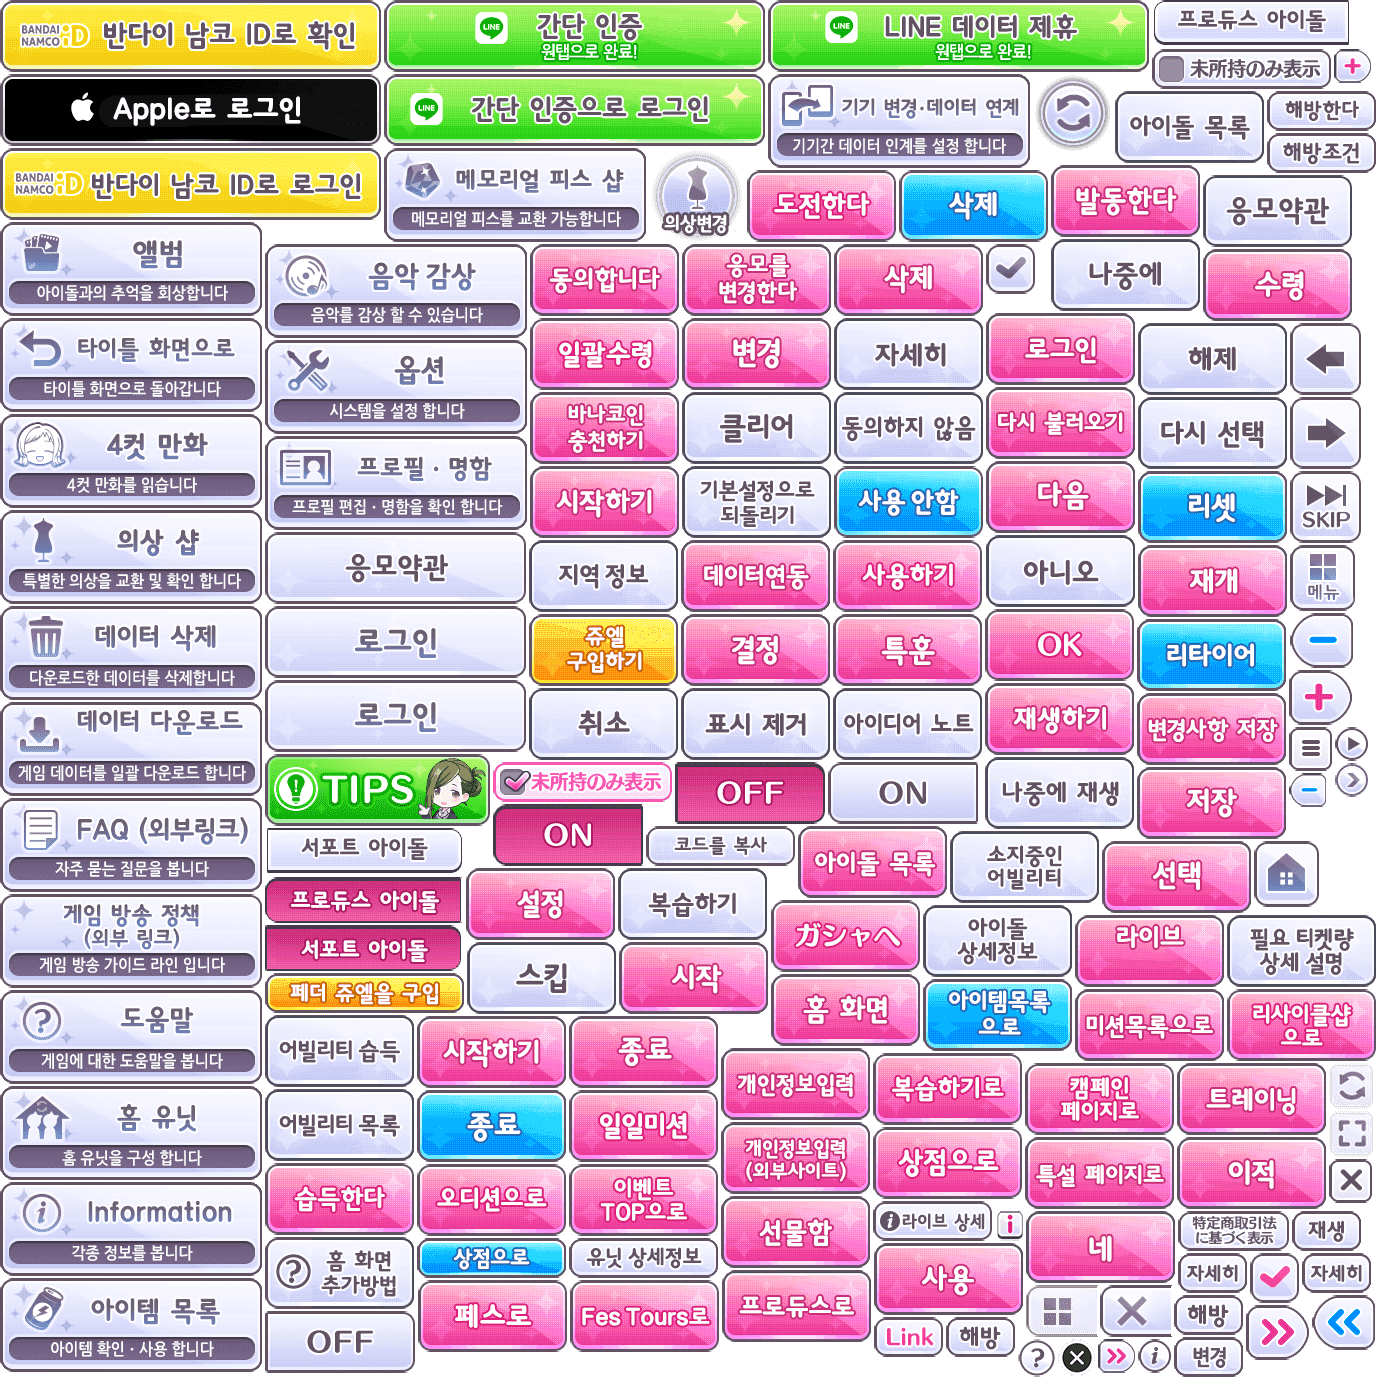 BANDAI NAMCO iD 반다이 남코 ID로 확인
LINE 간단 인증
원탭으로 완료!
LINE LINE 데이터 제휴
원탭으로 완료!
프로듀스 아이돌
未所持のみ表示
Apple로 로그인
LINE 간단 인증으로 로그인
기기 변경·데이터 연계
기기간 데이터 인계를 설정 합니다
아이돌 목록
해방한다
해방조건
BANDAI NAMCO iD 반다이 남코 ID로 로그인
메모리얼 피스 샵
메모리얼 피스를 교환 가능합니다
의상변경
도전한다
삭제
발동한다
응모약관
앨범
아이돌과의 추억을 회상합니다
음악 감상
음악를 감상 할 수 있습니다
동의합니다
응모를
변경한다
삭제
나중에
수령
타이틀 화면으로
타이틀 화면으로 돌아갑니다
옵션
시스템을 설정 합니다
일괄수령
변경
자세히
로그인
해제
4컷 만화
4컷 만화를 읽습니다
프로필·명함
프로필 편집·명함을 확인 합니다
바나코인
충천하기
클리어
동의하지 않음
다시 불러오기
다시 선택
의상 샵
특별한 의상을 교환 및 확인 합니다
응모약관
시작하기
기본설정으로
되돌리기
사용 안함
다음
리셋
SKIP
지역 정보
데이터연동
사용하기
아니오
재개
메뉴
데이터 삭제
다운로드한 데이터를 삭제합니다
로그인
쥬엘
구입하기
결정
특훈
OK
리타이어
데이터 다운로드
게임 데이터를 일괄 다운로드 합니다
로그인
취소
표시 제거
아이디어 노트
재생하기
변경사항 저장
TIPS
未所持のみ表示
OFF
ON
나중에 재생
저장
FAQ (외부링크)
자주 묻는 질문을 봅니다
서포트 아이돌
ON
코드를 복사
아이돌 목록
소지중인
어빌리티
선택
프로듀스 아이돌
설정
복습하기
게임 방송 정책
(외부 링크)
게임 방송 가이드 라인 입니다
서포트 아이돌
ガシャへ
아이돌
상세정보
라이브
필요 티켓량
상세 설명
페더 쥬엘을 구입
스킵
시작
도움말
게임에 대한 도움말을 봅니다
홈 화면
아이템목록
으로
미션목록으로
리사이클샵
으로
어빌리티 습득
시작하기
종료
개인정보입력
복습하기로
캠페인
페이지로
트레이닝
홈 유닛
홈 유닛을 구성 합니다
어빌리티 목록
종료
일일미션
개인정보입력
(외부사이트)
상점으로
특설 페이지로
이적
Information
각종 정보를 봅니다
습득한다
오디션으로
이벤트
TOP으로
선물함
라이브 상세
네
特定商取引法
に基づく表示
재생
홈 화면
추가방법
상점으로
유닛 상세정보
사용
자세히
자세히
아이템 목록
아이템 확인·사용 합니다
OFF
페스로
Fes Tours로
프로듀스로
Link
해방
해방
변경